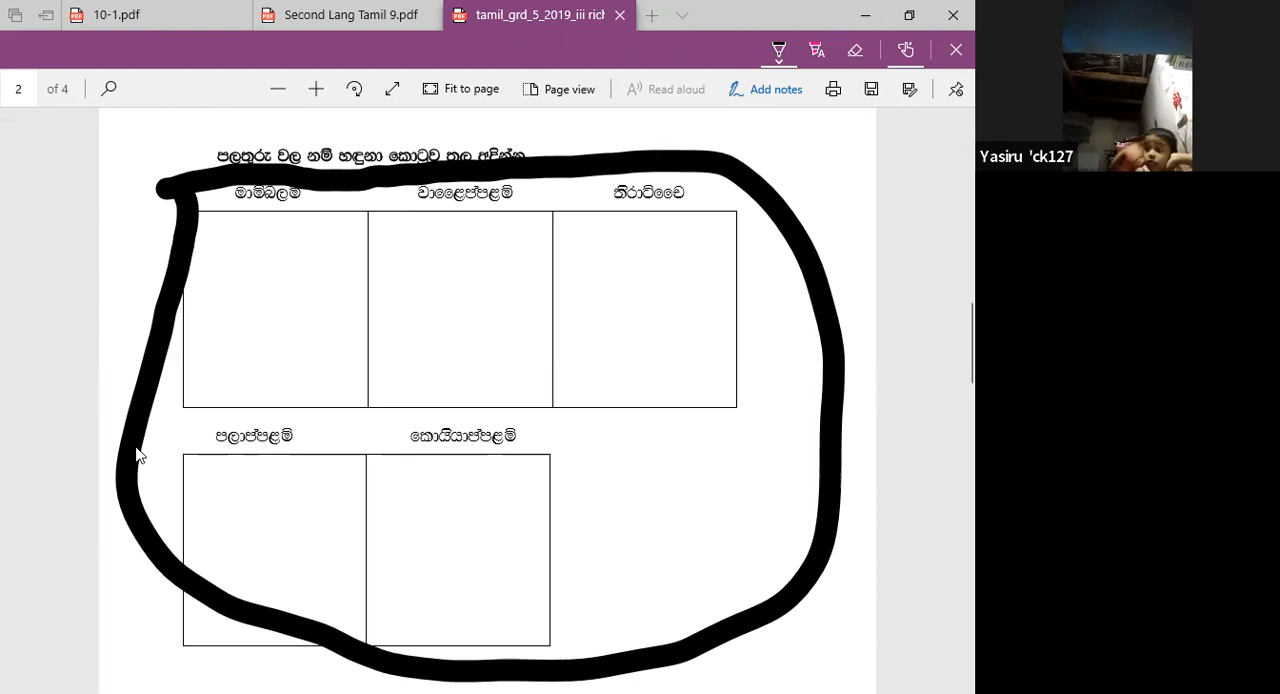 10-1.pdf Second Lang Tamil 9.pdf tamil_grd_5_2019_iii rich
2 of 4 Fit to page Page view Read aloud Add notes
Yasiru 'ck127
පලතුරු වල නම් හඳුනා කොටුව තුල අඳින්න
මාම්බලම් වාළෛප්පළම් තිරාට්චෛ
පලාප්පළම් කොයියාප්පළම්